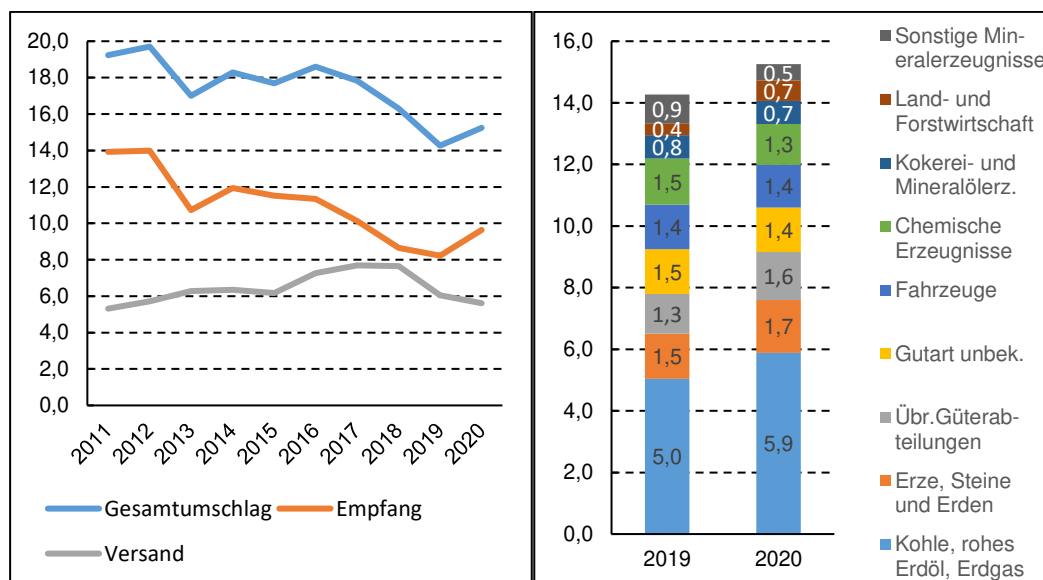 20,0
18,0
16,0
14,0
12,0
10,0
8,0
6,0
4,0
2,0
0,0
2011 2012 2013 2014 2015 2016 2017 2018 2019 2020
Gesamtumschlag Empfang
Versand
16,0
14,0
12,0
10,0
8,0
6,0
4,0
2,0
0,0
0,9
0,4
0,8
1,5
1,4
1,5
1,3
1,5
5,0
0,5
0,7
0,7
1,3
1,4
1,4
1,6
1,7
5,9
2019 2020
Sonstige Min-
eralerzeugnisse
Land- und
Forstwirtschaft
Kokerei- und
Mineralölerz.
Chemische
Erzeugnisse
Fahrzeuge
Gutart unbek.
Übr.Güterab-
teilungen
Erze, Steine
und Erden
Kohle, rohes
Erdöl, Erdgas